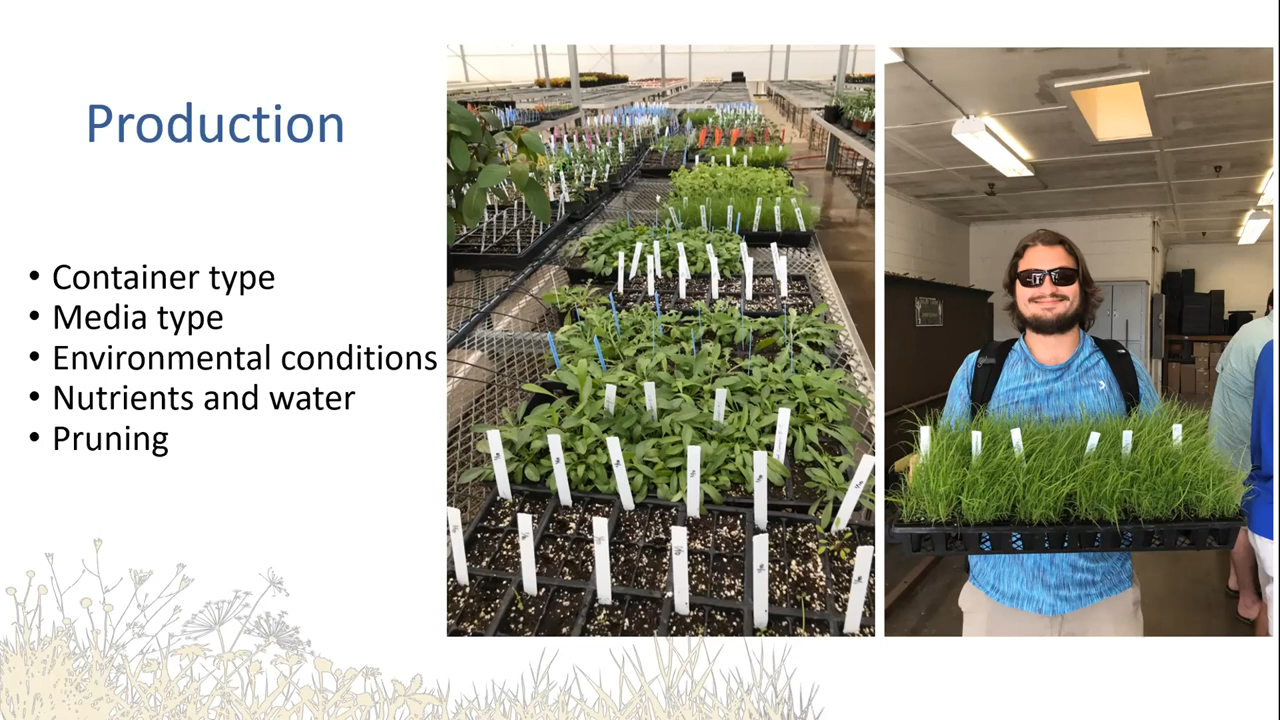 Production
• Container type
• Media type
• Environmental conditions
• Nutrients and water
• Pruning